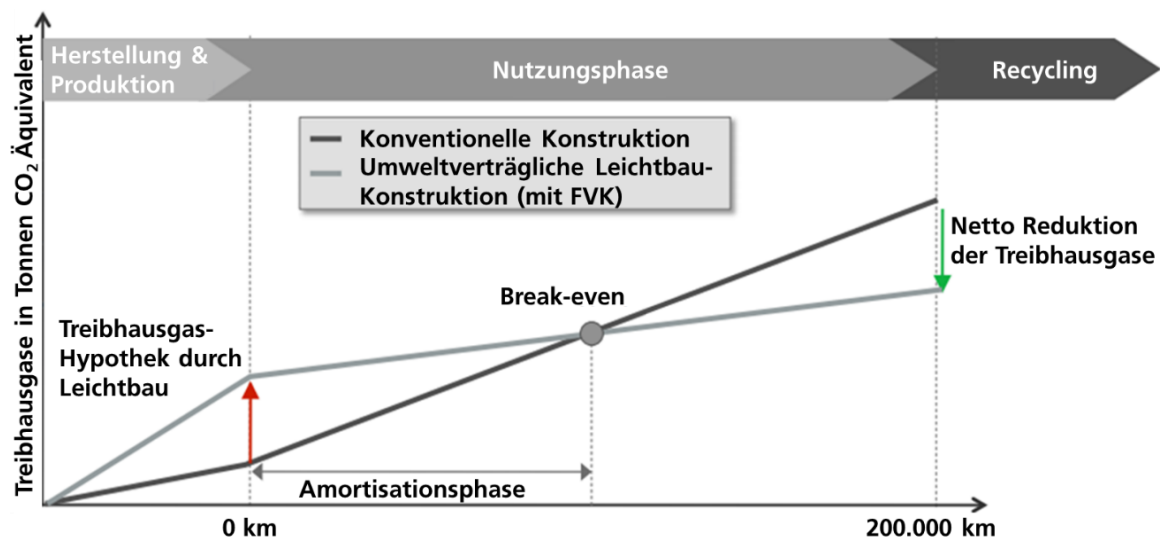 Treibhausgase in Tonnen CO₂ Äquivalent
Herstellung &
Produktion
Nutzungsphase
Recycling
Konventionelle Konstruktion
Umweltverträgliche Leichtbau-
Konstruktion (mit FVK)
Netto Reduktion
der Treibhausgase
Break-even
Treibhausgas-
Hypothek durch
Leichtbau
Amortisationsphase
0 km
200.000 km